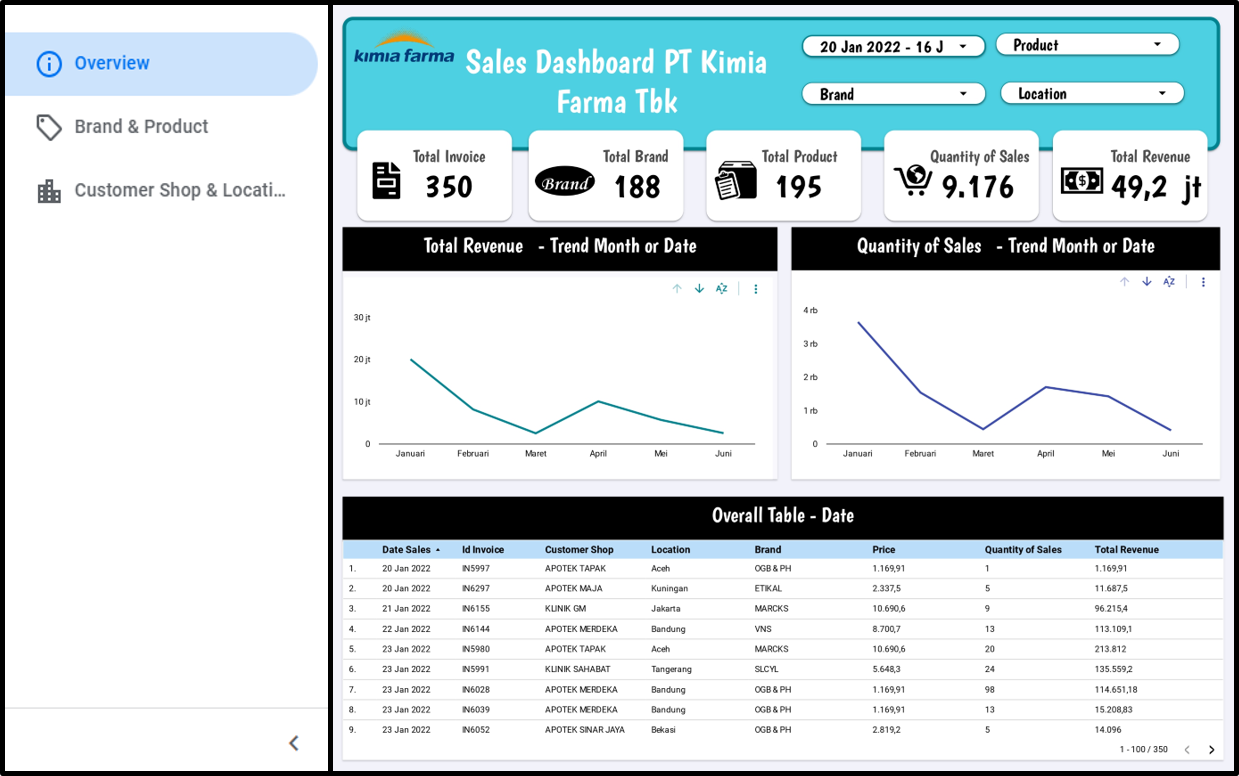 Overview
Brand & Product
Customer Shop & Locati...
kimia farma
Sales Dashboard PT Kimia
Farma Tbk
20 Jan 2022 - 16 J
Product
Brand
Location
Total Invoice
350
Brand
Total Brand
188
Total Product
195
Quantity of Sales
9.176
$
Total Revenue
49,2 jt
Total Revenue - Trend Month or Date
30 jt
20 jt
10 jt
0
Januari Februari Maret April Mei Juni
Quantity of Sales - Trend Month or Date
4 rb
3 rb
2 rb
1 rb
0
Januari Februari Maret April Mei Juni
Overall Table - Date
Date Sales Id Invoice Customer Shop Location Brand Price Quantity of Sales Total Revenue
1. 20 Jan 2022 IN5997 APOTEK TAPAK Aceh OGB & PH 1.169,91 1 1.169,91
2. 20 Jan 2022 IN6297 APOTEK MAJA Kuningan ETIKAL 2.337,5 5 11.687,5
3. 21 Jan 2022 IN6155 KLINIK GM Jakarta MARCKS 10.690,6 9 96.215,4
4. 22 Jan 2022 IN6144 APOTEK MERDEKA Bandung VNS 8.700,7 13 113.109,1
5. 23 Jan 2022 IN5980 APOTEK TAPAK Aceh MARCKS 10.690,6 20 213.812
6. 23 Jan 2022 IN5991 KLINIK SAHABAT Tangerang SLCYL 5.648,3 24 135.559,2
7. 23 Jan 2022 IN6028 APOTEK MERDEKA Bandung OGB & PH 1.169,91 98 114.651,18
8. 23 Jan 2022 IN6039 APOTEK MERDEKA Bandung OGB & PH 1.169,91 13 15.208,83
9. 23 Jan 2022 IN6052 APOTEK SINAR JAYA Bekasi OGB & PH 2.819,2 5 14.096
1 - 100 / 350